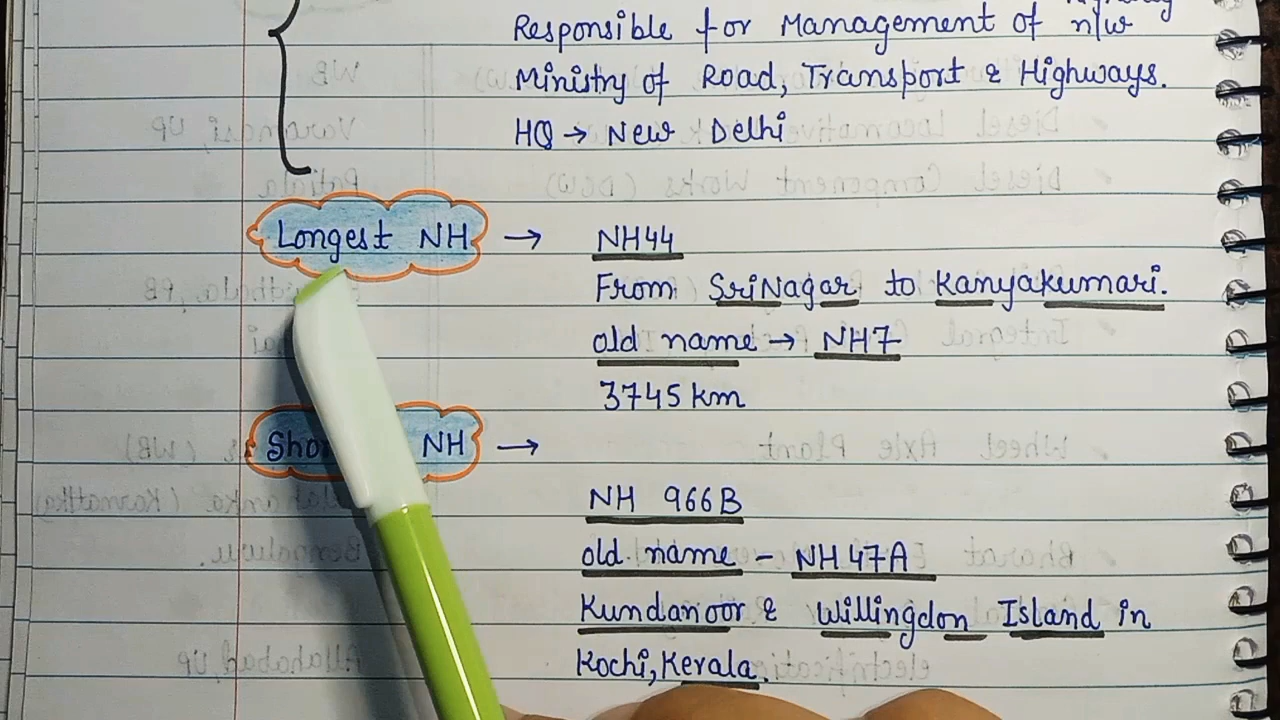 Responsible for Management of n/w
Ministry of Road, Transport & Highways.
HQ → New Delhi
Longest NH → NH44
From SriNagar to Kanyakumari.
old name → NH7
3745 km
NH →
NH 966B
old name - NH47A
Kundanoor & Willingdon Island in
Kochi, Kerala.